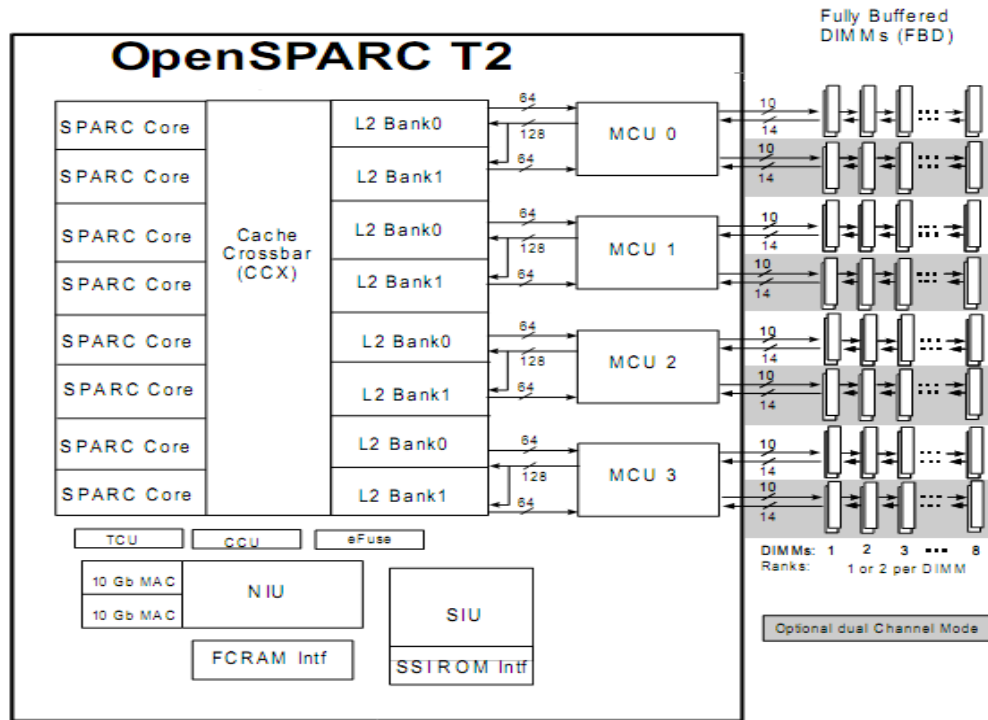 Fully Buffered
DIMMs (FBD)
OpenSPARC T2
SPARC Core
SPARC Core
SPARC Core
SPARC Core
SPARC Core
SPARC Core
SPARC Core
SPARC Core
Cache
Crossbar
(CCX)
L2 Bank0
L2 Bank1
L2 Bank0
L2 Bank1
L2 Bank0
L2 Bank1
L2 Bank0
L2 Bank1
64
128
64
64
128
64
64
128
64
64
128
64
MCU 0
MCU 1
MCU 2
MCU 3
10
14
10
14
10
14
10
14
10
14
10
14
10
14
10
14
DIMMs: 1 2 3 8
Ranks: 1 or 2 per DIMM
Optional dual Channel Mode
TCU
CCU
eFuse
10 Gb MAC
10 Gb MAC
NIU
SIU
FCRAM Intf
SSIROM Intf